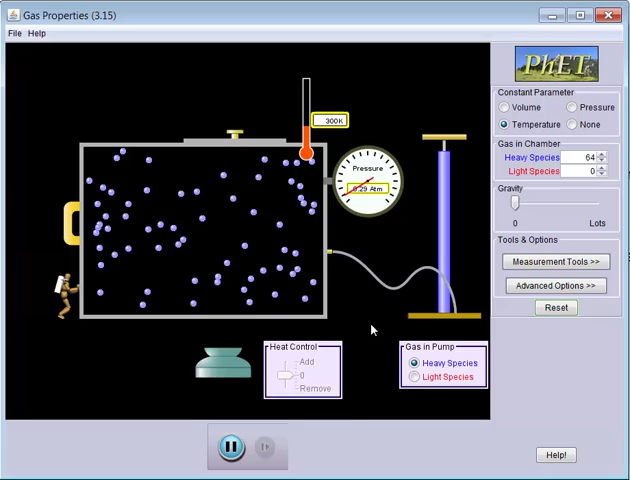 Gas Properties (3.15)
File Help
PhET
Constant Parameter
Volume
Pressure
Temperature
None
300K
Pressure
0.29 Atm
Gas in Chamber
Heavy Species 64
Light Species 0
Gravity
0 Lots
Tools & Options
Measurement Tools >>
Advanced Options >>
Reset
Heat Control
Add
0
Remove
Gas in Pump
Heavy Species
Light Species
Help!